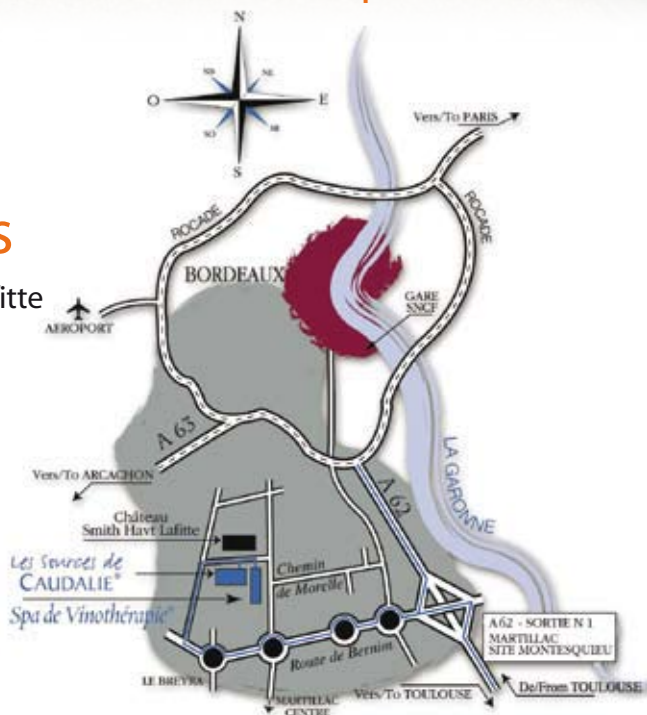 N
NO
NE
O
E
SO
SE
S
Vers/To PARIS
ROCADE
ROCADE
S
BORDEAUX
itte
GARE
SNCF
AEROPORT
A 63
Vers/To ARCACHON
A 62
LA GARONNE
Château
Smith Havt Lafitte
Les Sources de
CAUDALIE®
Chemin
de Morelle
Spa de Vinothérapie®
A62 - SORTIE N 1
MARTILLAC
SITE MONTESQUIEU
Route de Bernin
LE BREYRA
MARTILLAC
CENTRE
Vers/To TOULOUSE
De/From TOULOUSE